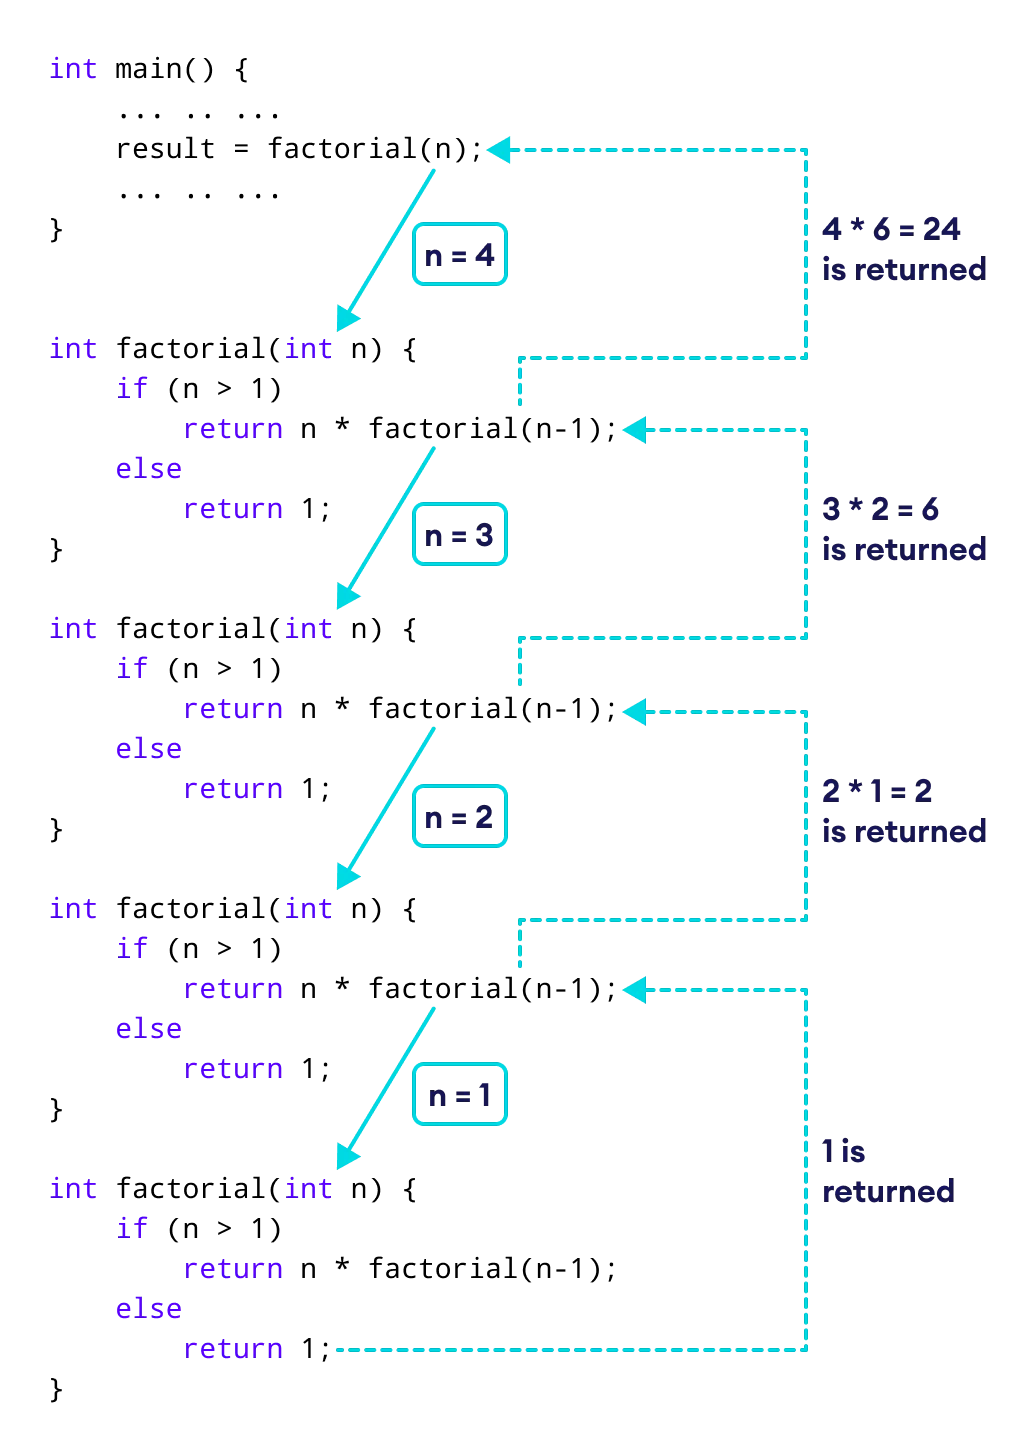 int main() {
    ... .. ...
    result = factorial(n);
    ... .. ...
}
4 * 6 = 24
is returned
n = 4
int factorial(int n) {
    if (n > 1)
        return n * factorial(n-1);
    else
        return 1;
}
3 * 2 = 6
is returned
n = 3
int factorial(int n) {
    if (n > 1)
        return n * factorial(n-1);
    else
        return 1;
}
2 * 1 = 2
is returned
n = 2
int factorial(int n) {
    if (n > 1)
        return n * factorial(n-1);
    else
        return 1;
}
n = 1
1 is
returned
int factorial(int n) {
    if (n > 1)
        return n * factorial(n-1);
    else
        return 1;
}